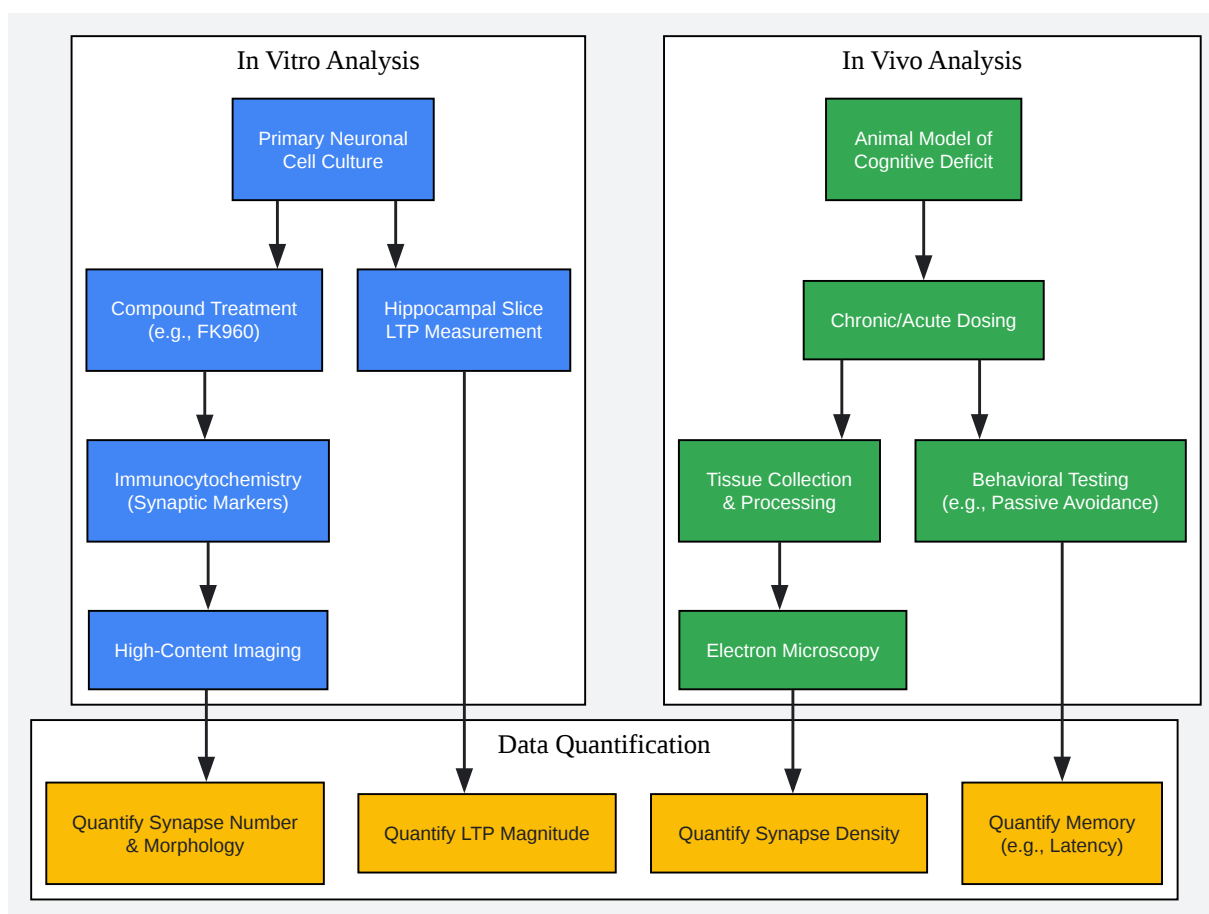 In Vitro Analysis
Primary Neuronal
Cell Culture
Compound Treatment
(e.g., FK960)
Hippocampal Slice
LTP Measurement
Immunocytochemistry
(Synaptic Markers)
High-Content Imaging
In Vivo Analysis
Animal Model of
Cognitive Deficit
Chronic/Acute Dosing
Tissue Collection
& Processing
Behavioral Testing
(e.g., Passive Avoidance)
Electron Microscopy
Data Quantification
Quantify Synapse Number
& Morphology
Quantify LTP Magnitude
Quantify Synapse Density
Quantify Memory
(e.g., Latency)